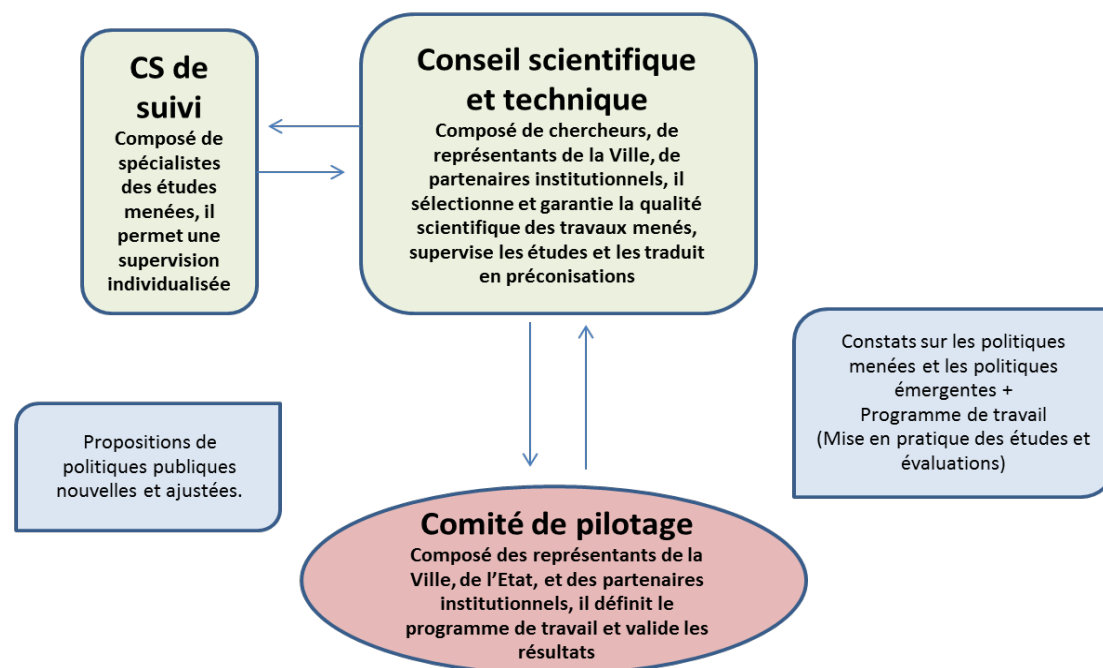 CS de
suivi
Composé de
spécialistes
des études
menées, il
permet une
supervision
individualisée
Conseil scientifique
et technique
Composé de chercheurs, de
représentants de la Ville, de
partenaires institutionnels, il
sélectionne et garantie la qualité
scientifique des travaux menés,
supervise les études et les traduit
en préconisations
Constats sur les politiques
menées et les politiques
émergentes +
Programme de travail
(Mise en pratique des études et
évaluations)
Propositions de
politiques publiques
nouvelles et ajustées.
Comité de pilotage
Composé des représentants de la
Ville, de l’Etat, et des partenaires
institutionnels, il définit le
programme de travail et valide les
résultats